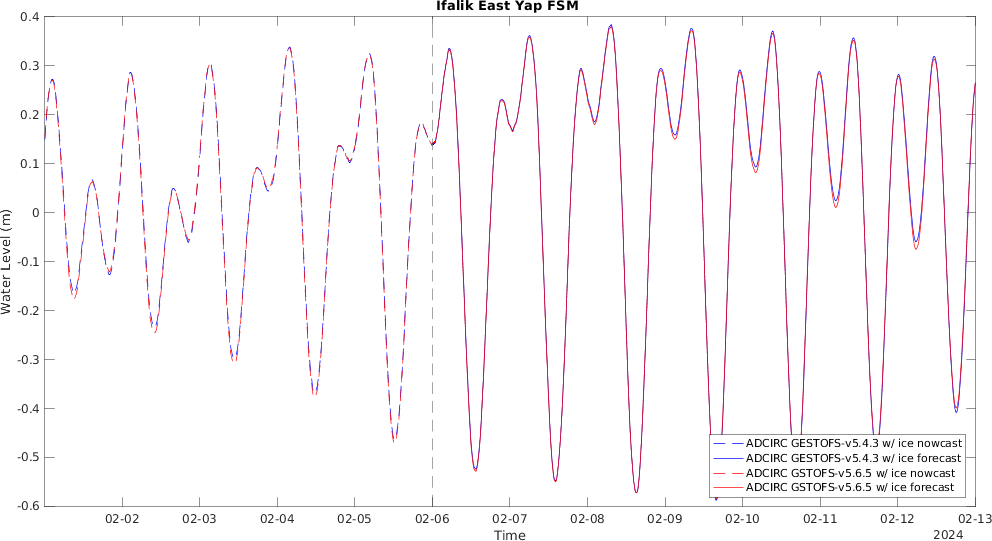 Ifalik East Yap FSM
0.4
0.3
0.2
0.1
0
-0.1
-0.2
-0.3
-0.4
-0.5
-0.6
Water Level (m)
ADCIRC GESTOFS-v5.4.3 w/ ice nowcast
ADCIRC GESTOFS-v5.4.3 w/ ice forecast
ADCIRC GSTOFS-v5.6.5 w/ ice nowcast
ADCIRC GSTOFS-v5.6.5 w/ ice forecast
02-02 02-03 02-04 02-05 02-06 02-07 02-08 02-09 02-10 02-11 02-12 02-13
Time
2024